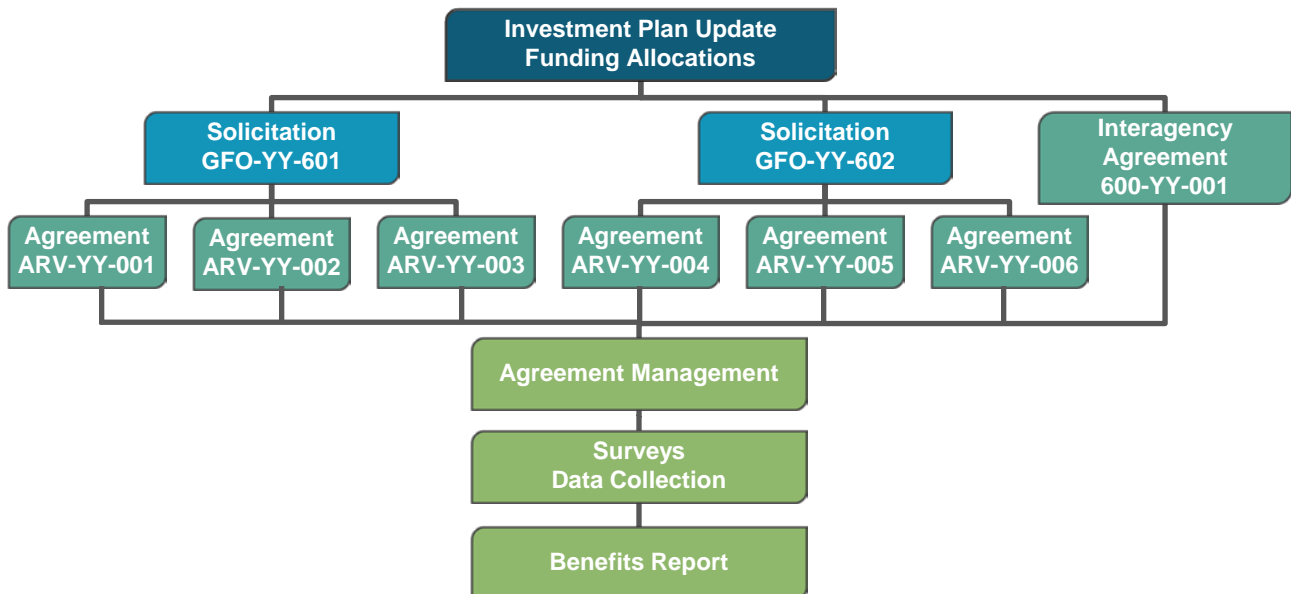 Investment Plan Update
Funding Allocations
Solicitation
GFO-YY-601
Solicitation
GFO-YY-602
Interagency
Agreement
600-YY-001
Agreement
ARV-YY-001
Agreement
ARV-YY-002
Agreement
ARV-YY-003
Agreement
ARV-YY-004
Agreement
ARV-YY-005
Agreement
ARV-YY-006
Agreement Management
Surveys
Data Collection
Benefits Report